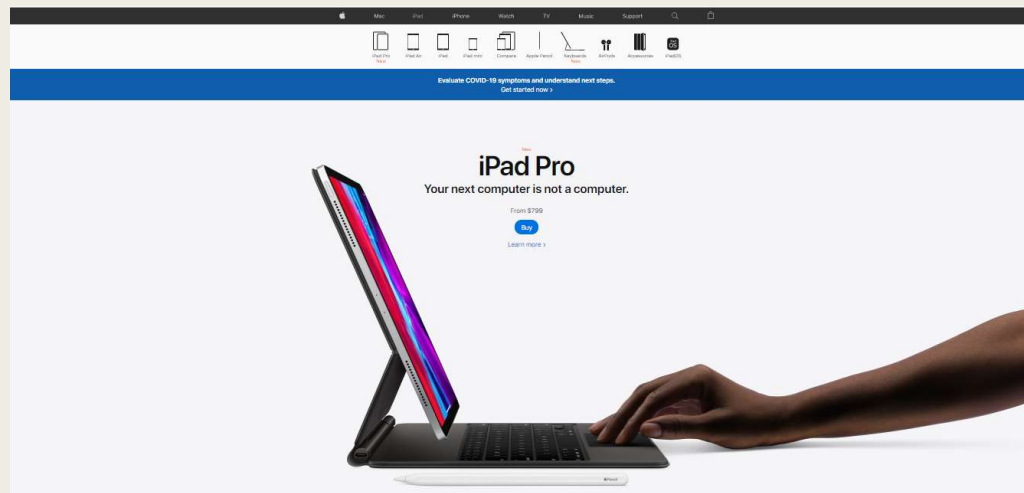 Mac iPad iPhone Watch TV Music Support
iPad Pro iPad Air iPad iPad mini Compare Apple Pencil Keyboards AirPods Accessories iPadOS
New New
Evaluate COVID-19 symptoms and understand next steps.
Get started now >
New
iPad Pro
Your next computer is not a computer.
From $799
Buy
Learn more >